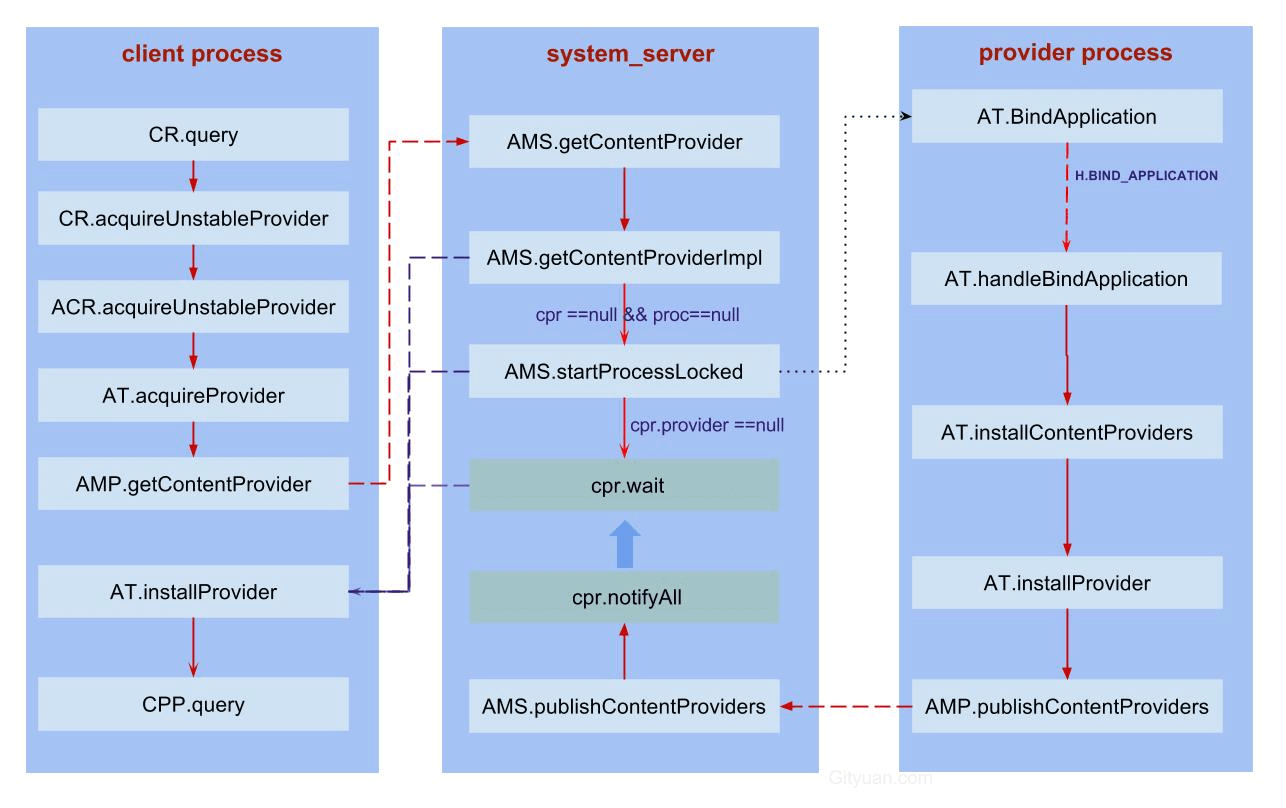 client process
CR.query
CR.acquireUnstableProvider
ACR.acquireUnstableProvider
AT.acquireProvider
AMP.getContentProvider
AT.installProvider
CPP.query
system_server
AMS.getContentProvider
AMS.getContentProviderImpl
cpr ==null && proc==null
AMS.startProcessLocked
cpr.provider ==null
cpr.wait
cpr.notifyAll
AMS.publishContentProviders
provider process
AT.BindApplication
H.BIND_APPLICATION
AT.handleBindApplication
AT.installContentProviders
AT.installProvider
AMP.publishContentProviders
Gityuan.com